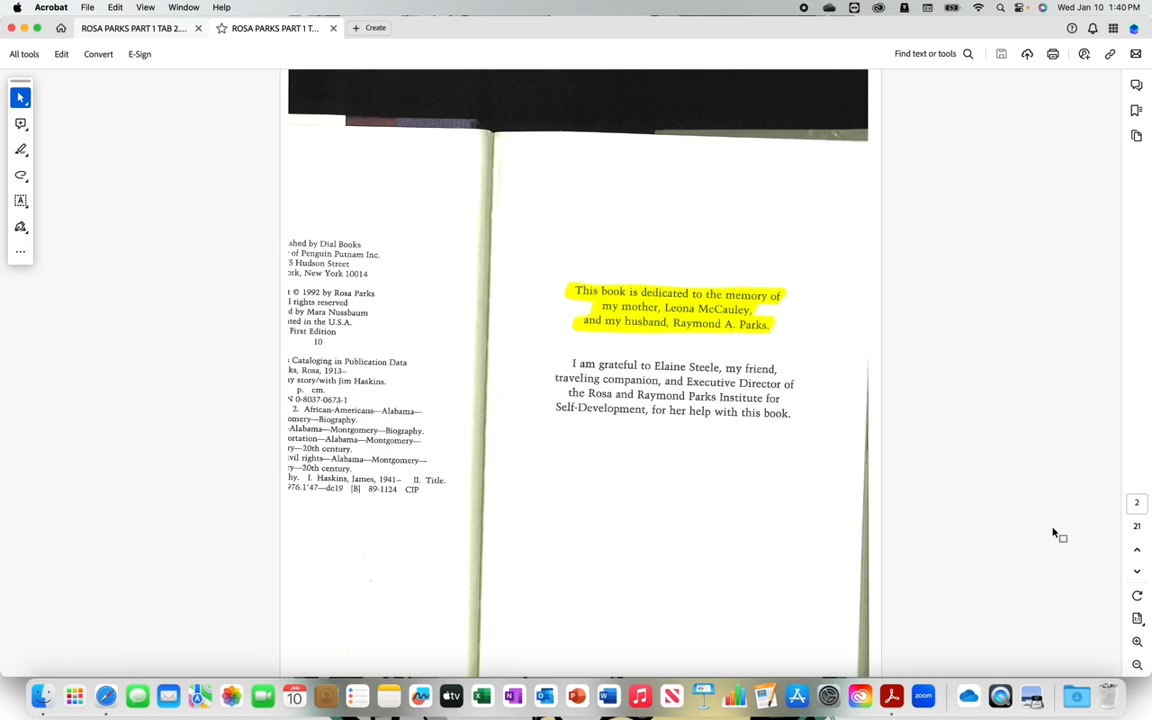 Acrobat File Edit View Window Help
Wed Jan 10 1:40 PM
ROSA PARKS PART 1 TAB 2....
ROSA PARKS PART 1 T...
+ Create
All tools Edit Convert E-Sign
Find text or tools
shed by Dial Books
of Penguin Putnam Inc.
5 Hudson Street
ork, New York 10014
t © 1992 by Rosa Parks
l rights reserved
d by Mara Nussbaum
ted in the U.S.A.
First Edition
10
s Cataloging in Publication Data
ks, Rosa, 1913–
y story/with Jim Haskins.
p. cm.
N 0-8037-0673-1
2. African-Americans—Alabama—
omery—Biography.
-Alabama—Montgomery—Biography.
ortation—Alabama—Montgomery—
ry—20th century.
ivil rights—Alabama—Montgomery—
ry—20th century.
hy. I. Haskins, James, 1941– II. Title.
976.1'47—dc19 [B] 89-1124 CIP
This book is dedicated to the memory of
my mother, Leona McCauley,
and my husband, Raymond A. Parks.
I am grateful to Elaine Steele, my friend,
traveling companion, and Executive Director of
the Rosa and Raymond Parks Institute for
Self-Development, for her help with this book.
2
21
JAN
10
tv
zoom